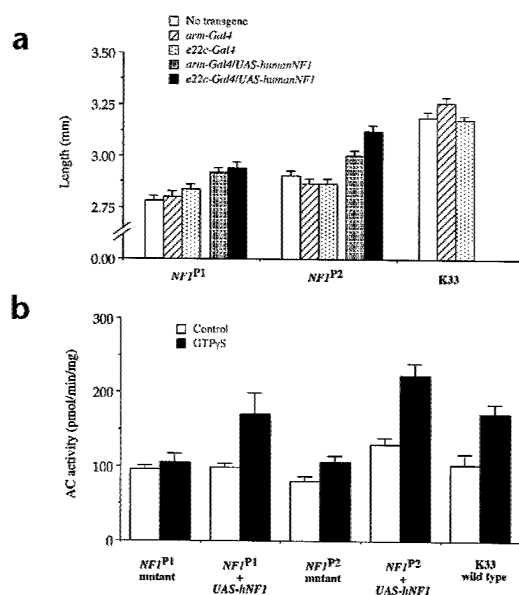 a
No transgene
arm-Gal4
e22c-Gal4
arm-Gal4/UAS-humanNF1
e22c-Gal4/UAS-humanNF1
3.50
3.25
3.00
2.75
0.00
Length (mm)
NF1P1
NF1P2
K33
b
Control
GTPγS
300
200
100
0
AC activity (pmol/min/mg)
NF1P1 mutant
NF1P1 + UAS-hNF1
NF1P2 mutant
NF1P2 + UAS-hNF1
K33 wild type